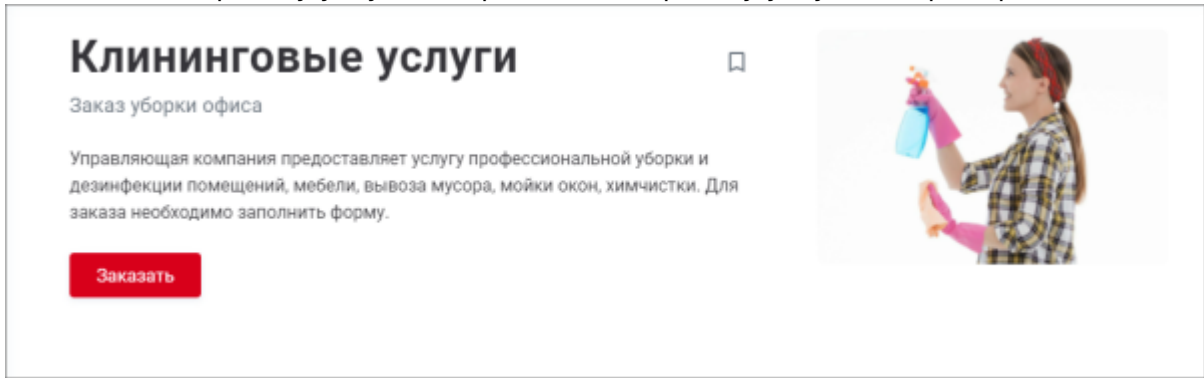 Клининговые услуги
Заказ уборки офиса
Управляющая компания предоставляет услугу профессиональной уборки и
дезинфекции помещений, мебели, вывоза мусора, мойки окон, химчистки. Для
заказа необходимо заполнить форму.
Заказать